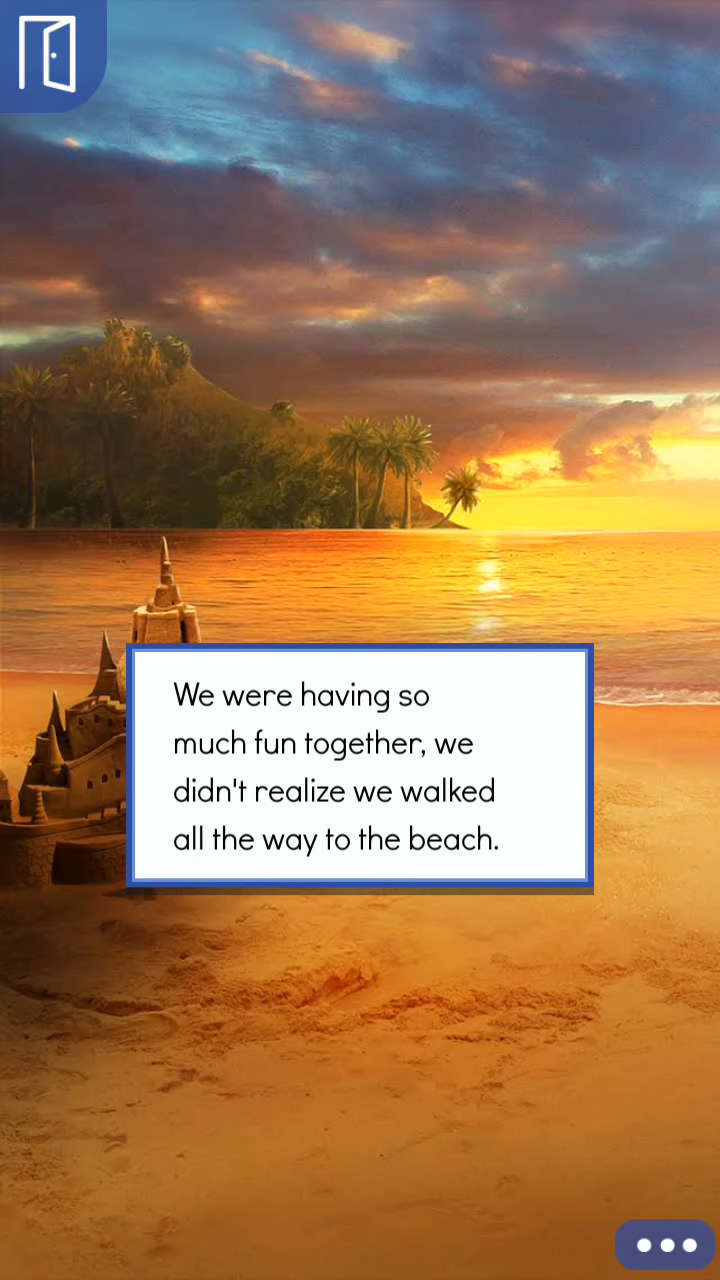 We were having so
much fun together, we
didn't realize we walked
all the way to the beach.